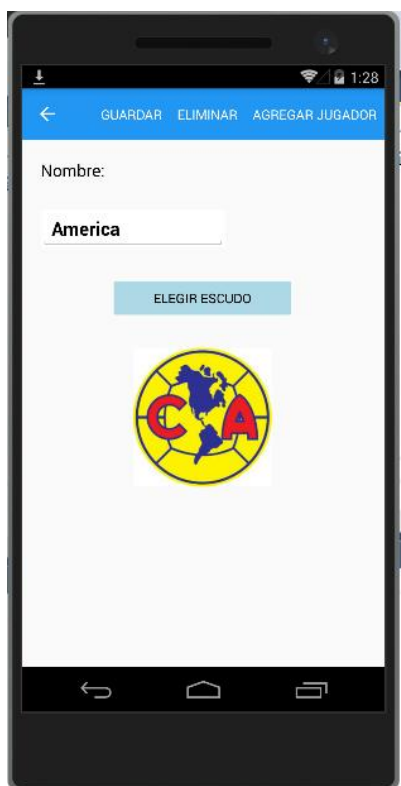 1:28
GUARDAR ELIMINAR AGREGAR JUGADOR
Nombre:
America
ELEGIR ESCUDO
CA